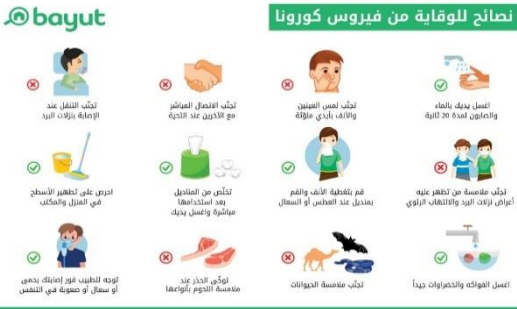 نصائح للوقاية من فيروس كورونا
bayut
اغسل يديك بالماء
والصابون لمدة 20 ثانية
تجنّب لمس العينين
والأنف بأيدي ملوّثة
تجنّب الاتصال المباشر
مع الآخرين عند التحية
تجنّب التنقل عند
الإصابة بنزلات البرد
تجنّب ملامسة من تظهر عليه
أعراض نزلات البرد والالتهاب الرئوي
قم بتغطية الأنف والفم
بمنديل عند العطس أو السعال
تخلّص من المناديل
بعد استخدامها
مباشرة واغسل يديك
احرص على تطهير الأسطح
في المنزل والمكتب
اغسل الفواكه والخضراوات جيداً
تجنّب ملامسة الحيوانات
توخّى الحذر عند
ملامسة اللحوم بأنواعها
توجه للطبيب فور إصابتك بحمى
أو سعال أو صعوبة في التنفس